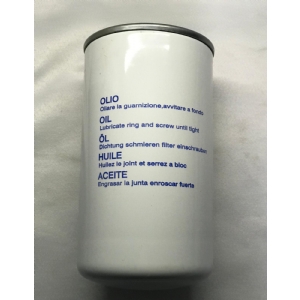 OLIO
Oliare la guarnizione,avvitare a fondo
OIL
Lubricate ring and screw until tight
ÖL
Dichtung schmieren filter einschrauben
HUILE
Huilez le joint et serrez a bloc
ACEITE
Engrasar la junta enroscar fuerta